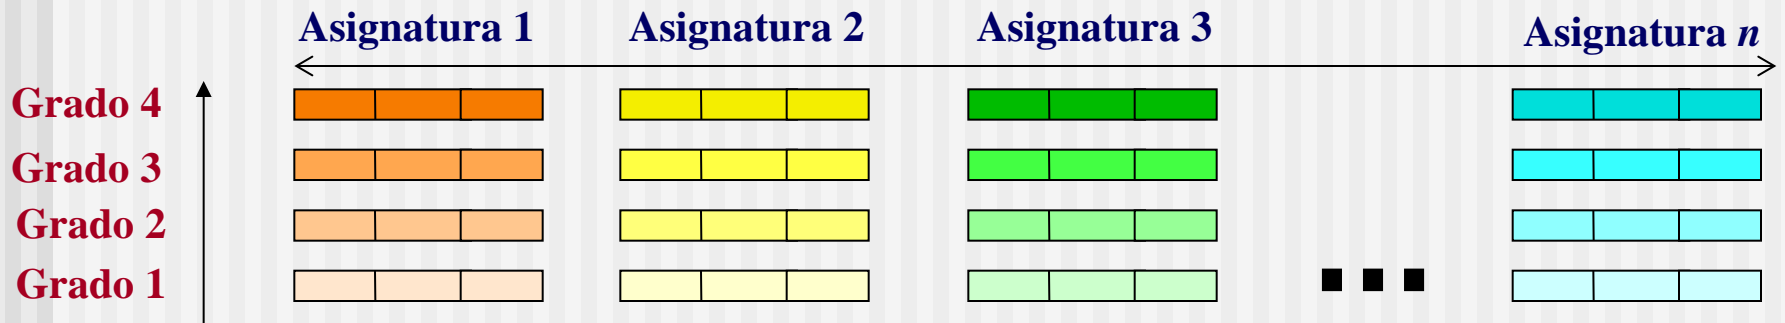 Asignatura 1 Asignatura 2 Asignatura 3 Asignatura n
Grado 4
Grado 3
Grado 2
Grado 1